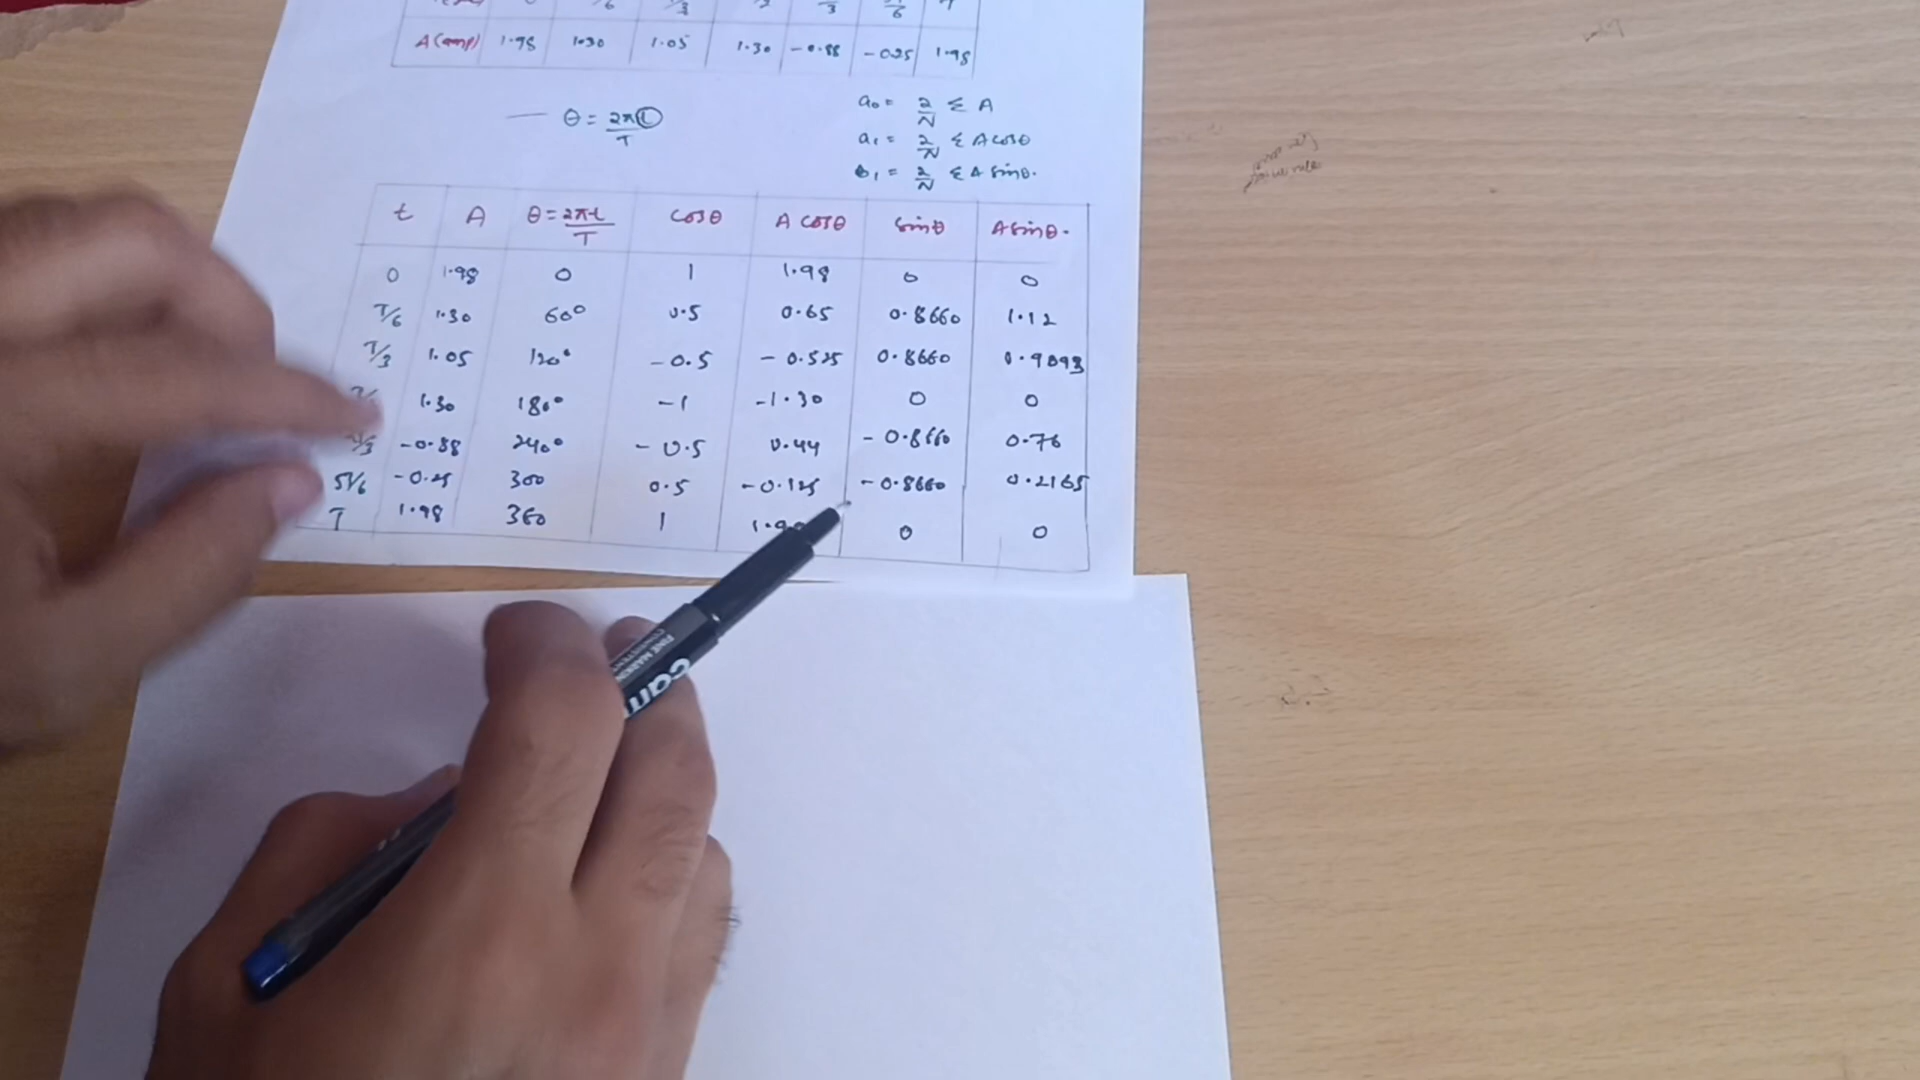 A(amp) 1.98 1.30 1.05 1.30 -0.88 -0.25 1.98
θ = 2πt/T
a₀ = 2/N Σ A
a₁ = 2/N Σ A cosθ
b₁ = 2/N Σ A sinθ.
t A θ = 2πt/T cosθ A cosθ sinθ A sinθ.
0 1.98 0 1 1.98 0 0
T/6 1.30 60° 0.5 0.65 0.8660 1.12
T/3 1.05 120° -0.5 -0.525 0.8660 0.9093
1.30 180° -1 -1.30 0 0
-0.88 240° -0.5 0.44 -0.8660 0.76
5T/6 -0.25 300 0.5 -0.125 -0.8660 0.2165
T 1.98 360 1 0 0
FINE MARKING
cam